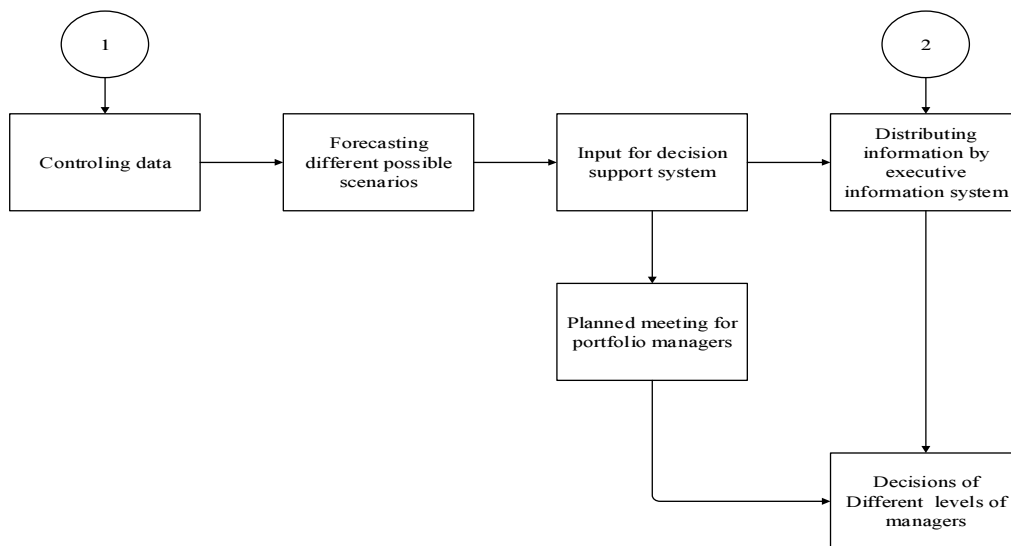 1
2
Controling data
Forecasting
different possible
scenarios
Input for decision
support system
Distributing
information by
executive
information system
Planned meeting for
portfolio managers
Decisions of
Different levels of
managers